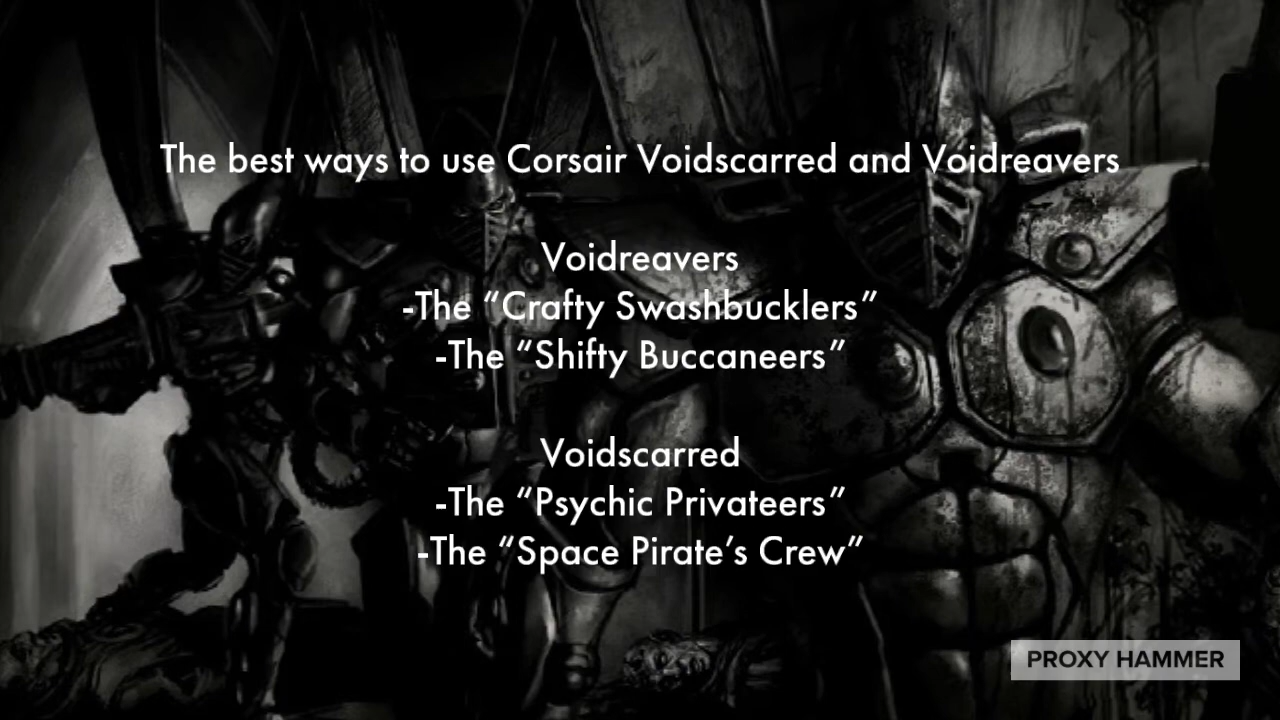 The best ways to use Corsair Voidscarred and Voidreavers
Voidreavers
-The “Crafty Swashbucklers”
-The “Shifty Buccaneers”
Voidscarred
-The “Psychic Privateers”
-The “Space Pirate’s Crew”
PROXY HAMMER